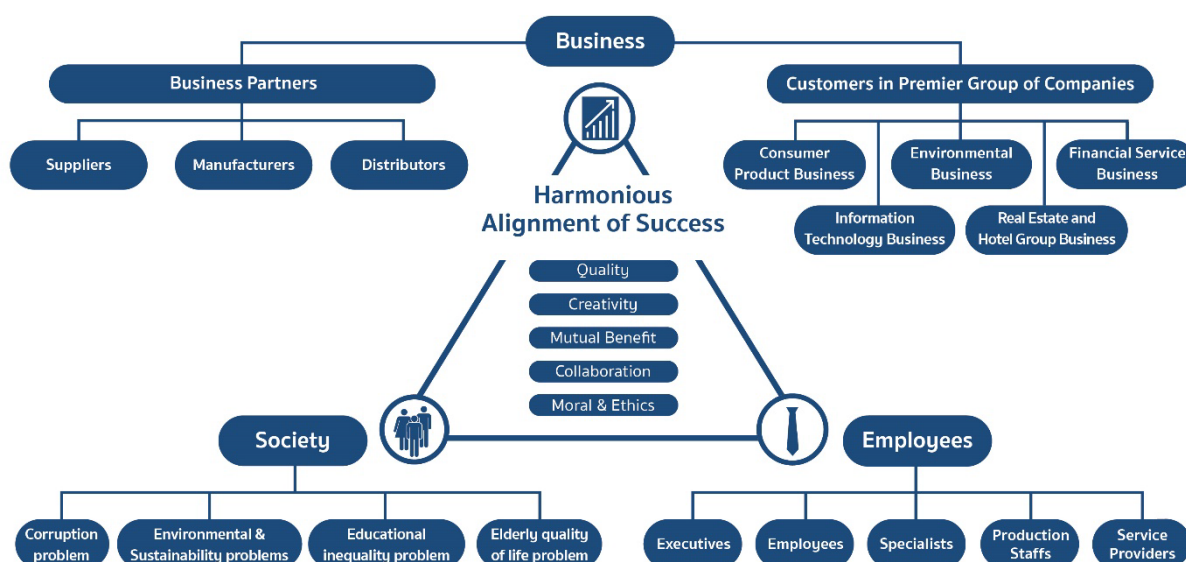 Business
Business Partners
Suppliers
Manufacturers
Distributors
Customers in Premier Group of Companies
Consumer
Product Business
Environmental
Business
Financial Service
Business
Information
Technology Business
Real Estate and
Hotel Group Business
Harmonious
Alignment of Success
Quality
Creativity
Mutual Benefit
Collaboration
Moral & Ethics
Society
Corruption
problem
Environmental &
Sustainability problems
Educational
inequality problem
Elderly quality
of life problem
Employees
Executives
Employees
Specialists
Production
Staffs
Service
Providers